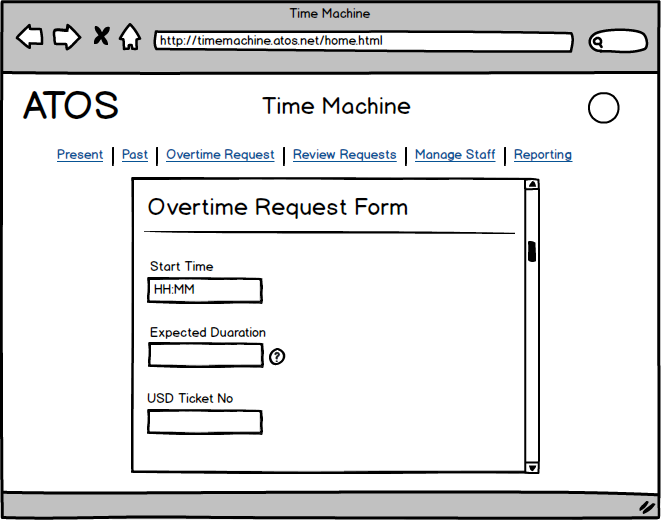 Time Machine
http://timemachine.atos.net/home.html
ATOS
Time Machine
Present | Past | Overtime Request | Review Requests | Manage Staff | Reporting
Overtime Request Form
Start Time
HH:MM
Expected Duaration
?
USD Ticket No